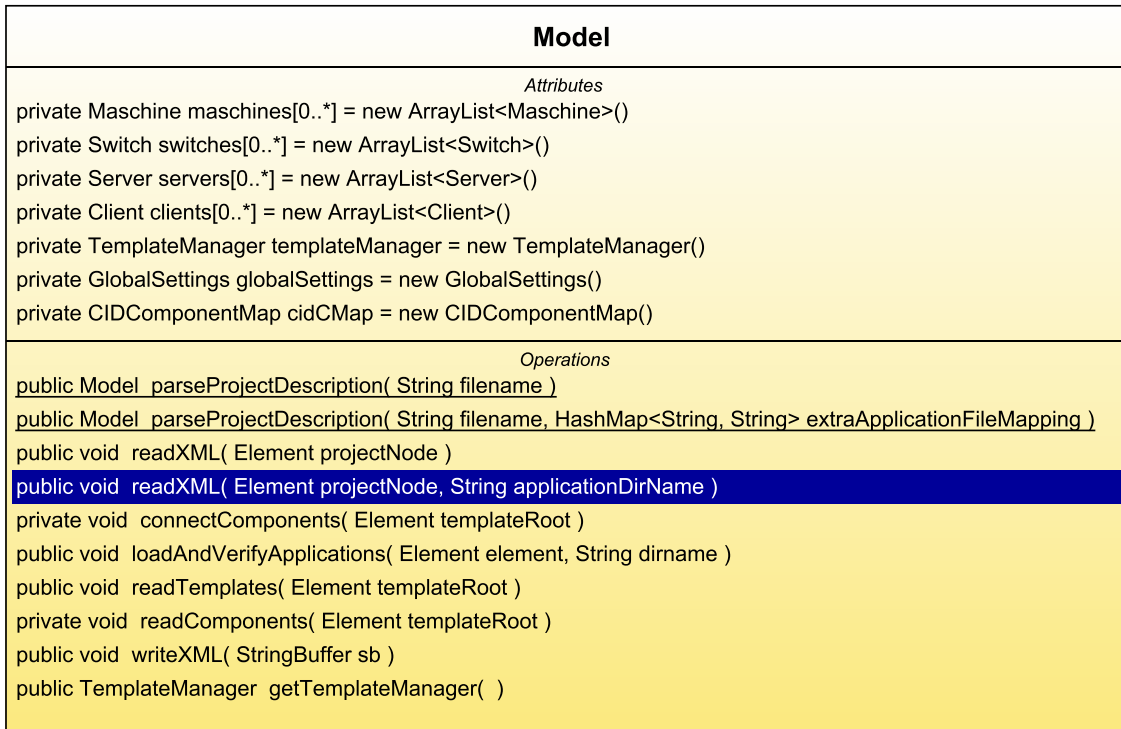 Model
Attributes
private Maschine maschines[0..*] = new ArrayList<Maschine>()
private Switch switches[0..*] = new ArrayList<Switch>()
private Server servers[0..*] = new ArrayList<Server>()
private Client clients[0..*] = new ArrayList<Client>()
private TemplateManager templateManager = new TemplateManager()
private GlobalSettings globalSettings = new GlobalSettings()
private CIDComponentMap cidCMap = new CIDComponentMap()
Operations
public Model  parseProjectDescription( String filename )
public Model  parseProjectDescription( String filename, HashMap<String, String> extraApplicationFileMapping )
public void  readXML( Element projectNode )
public void  readXML( Element projectNode, String applicationDirName )
private void  connectComponents( Element templateRoot )
public void  loadAndVerifyApplications( Element element, String dirname )
public void  readTemplates( Element templateRoot )
private void  readComponents( Element templateRoot )
public void  writeXML( StringBuffer sb )
public TemplateManager  getTemplateManager(  )